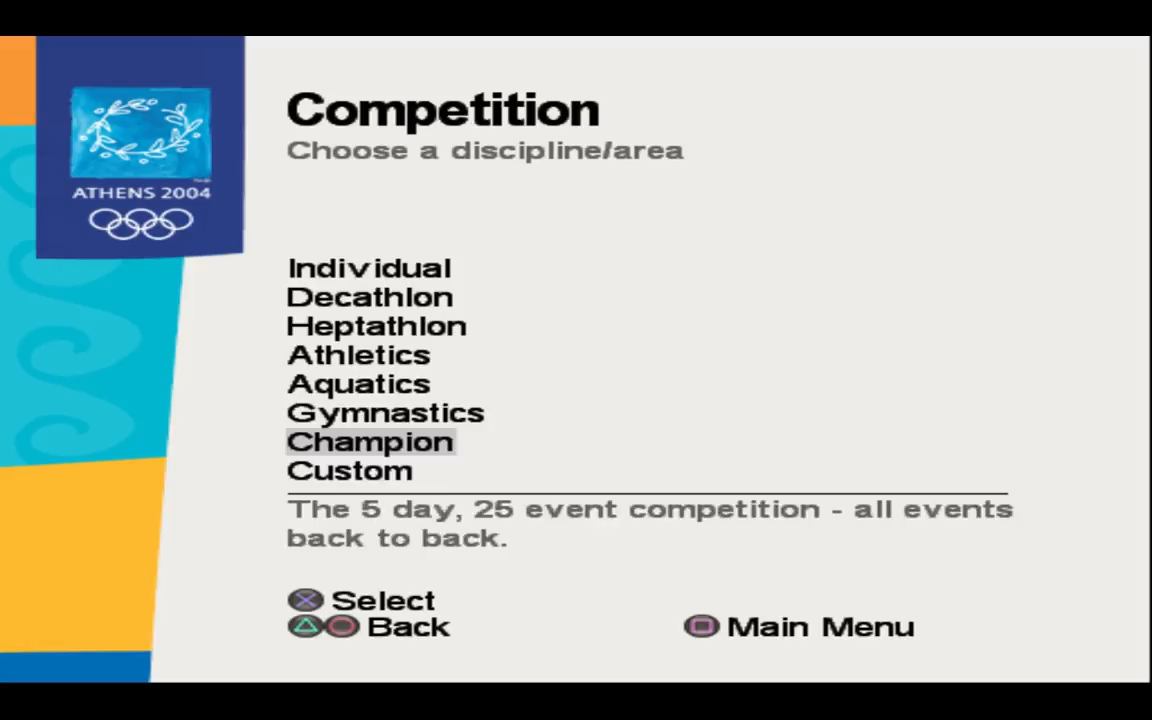 ATHENS 2004
Competition
Choose a discipline/area
Individual
Decathlon
Heptathlon
Athletics
Aquatics
Gymnastics
Champion
Custom
The 5 day, 25 event competition - all events
back to back.
Select
Back
Main Menu